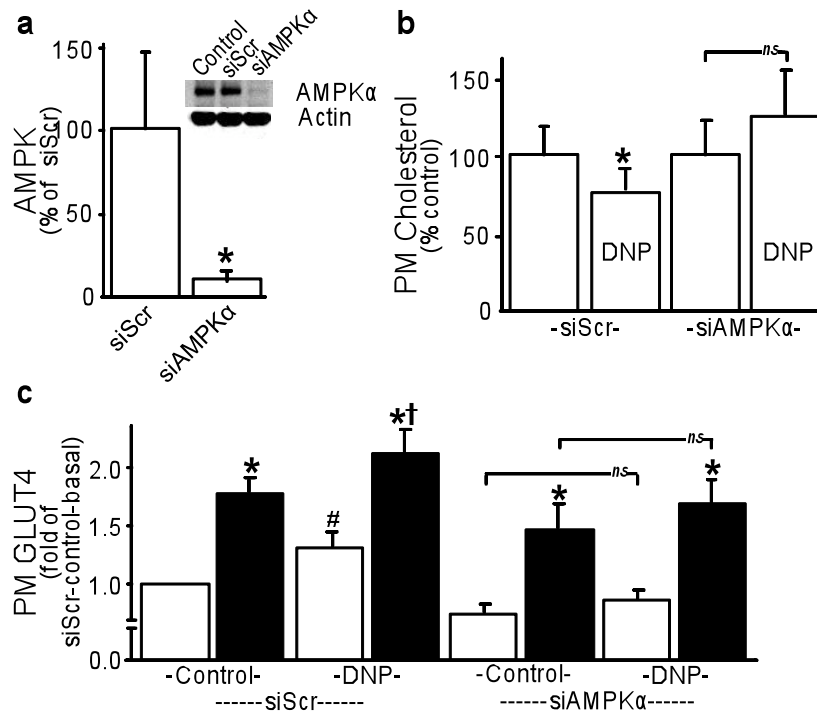 a
AMPK
(% of siScr)
150
100
50
0
Control
siScr
siAMPKα
AMPKα
Actin
*
siScr
siAMPKα
b
PM Cholesterol
(% control)
150
100
50
0
*
ns
DNP
DNP
-siScr-
-siAMPKα-
c
PM GLUT4
(fold of
siScr-control-basal)
2.0
1.5
1.0
0.0
*
#
*†
ns
*
ns
*
-Control-
-DNP-
-Control-
-DNP-
------siScr------
------siAMPKα------